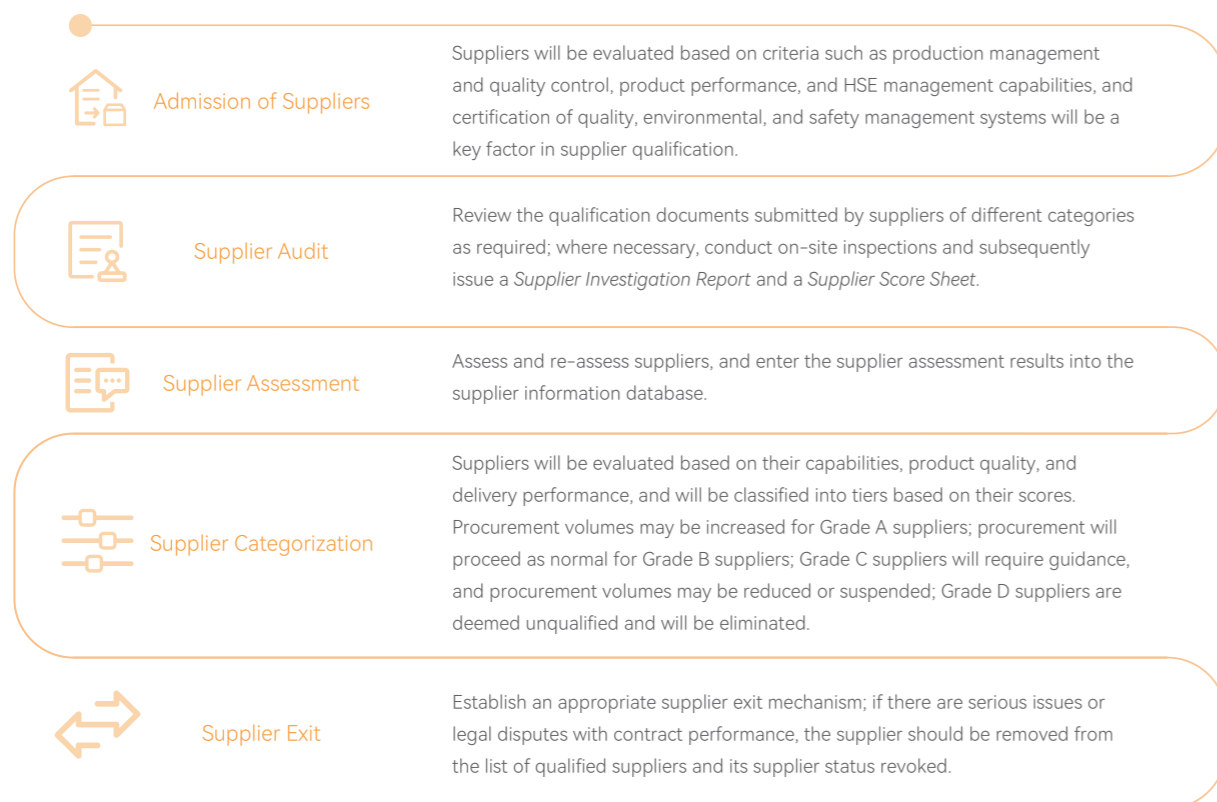 Admission of Suppliers
Suppliers will be evaluated based on criteria such as production management
and quality control, product performance, and HSE management capabilities, and
certification of quality, environmental, and safety management systems will be a
key factor in supplier qualification.
Supplier Audit
Review the qualification documents submitted by suppliers of different categories
as required; where necessary, conduct on-site inspections and subsequently
issue a Supplier Investigation Report and a Supplier Score Sheet.
Supplier Assessment
Assess and re-assess suppliers, and enter the supplier assessment results into the
supplier information database.
Supplier Categorization
Suppliers will be evaluated based on their capabilities, product quality, and
delivery performance, and will be classified into tiers based on their scores.
Procurement volumes may be increased for Grade A suppliers; procurement will
proceed as normal for Grade B suppliers; Grade C suppliers will require guidance,
and procurement volumes may be reduced or suspended; Grade D suppliers are
deemed unqualified and will be eliminated.
Supplier Exit
Establish an appropriate supplier exit mechanism; if there are serious issues or
legal disputes with contract performance, the supplier should be removed from
the list of qualified suppliers and its supplier status revoked.